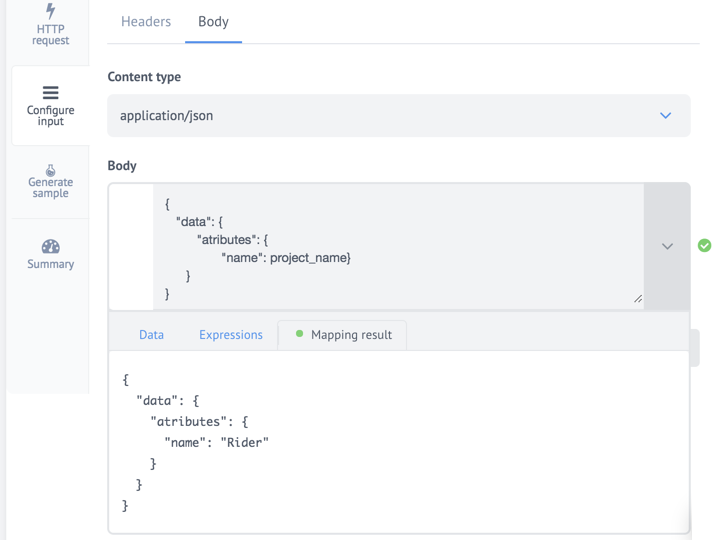 HTTP
request
Headers
Body
Configure
input
Generate
sample
Summary
Content type
application/json
Body
{
"data": {
"atributes": {
"name": project_name}
}
}
Data
Expressions
Mapping result
{
"data": {
"atributes": {
"name": "Rider"
}
}
}